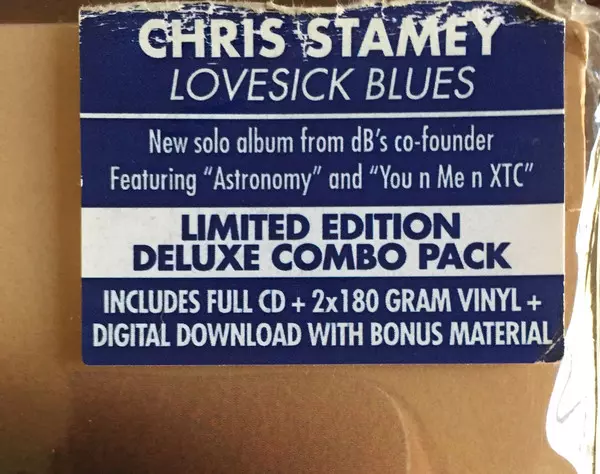 CHRIS STAMEY
LOVESICK BLUES
New solo album from dB's co-founder
Featuring “Astronomy” and “You n Me n XTC”
LIMITED EDITION
DELUXE COMBO PACK
INCLUDES FULL CD + 2x180 GRAM VINYL +
DIGITAL DOWNLOAD WITH BONUS MATERIAL